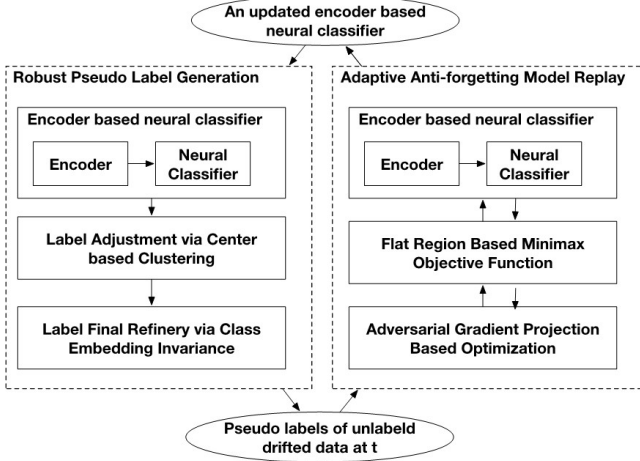 An updated encoder based
neural classifier
Robust Pseudo Label Generation
Encoder based neural classifier
Encoder
Neural
Classifier
Label Adjustment via Center
based Clustering
Label Final Refinery via Class
Embedding Invariance
Adaptive Anti-forgetting Model Replay
Encoder based neural classifier
Encoder
Neural
Classifier
Flat Region Based Minimax
Objective Function
Adversarial Gradient Projection
Based Optimization
Pseudo labels of unlabeld
drifted data at t